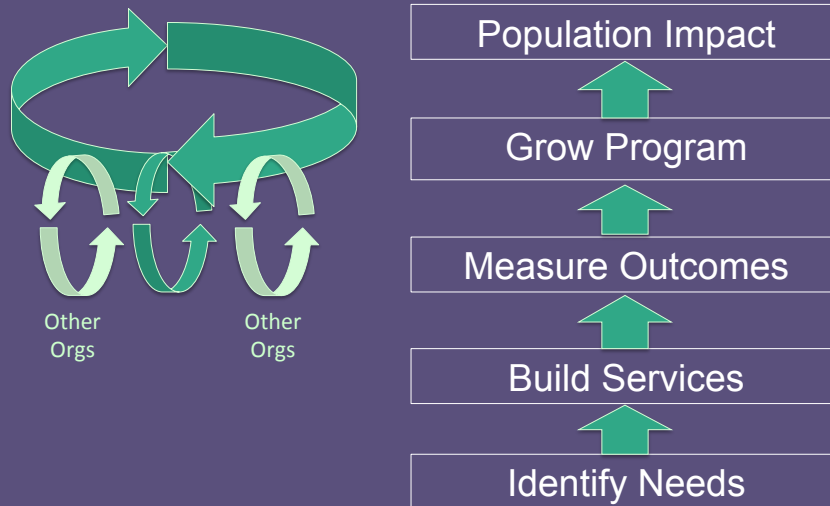 Population Impact
Grow Program
Measure Outcomes
Build Services
Identify Needs
Other
Orgs
Other
Orgs